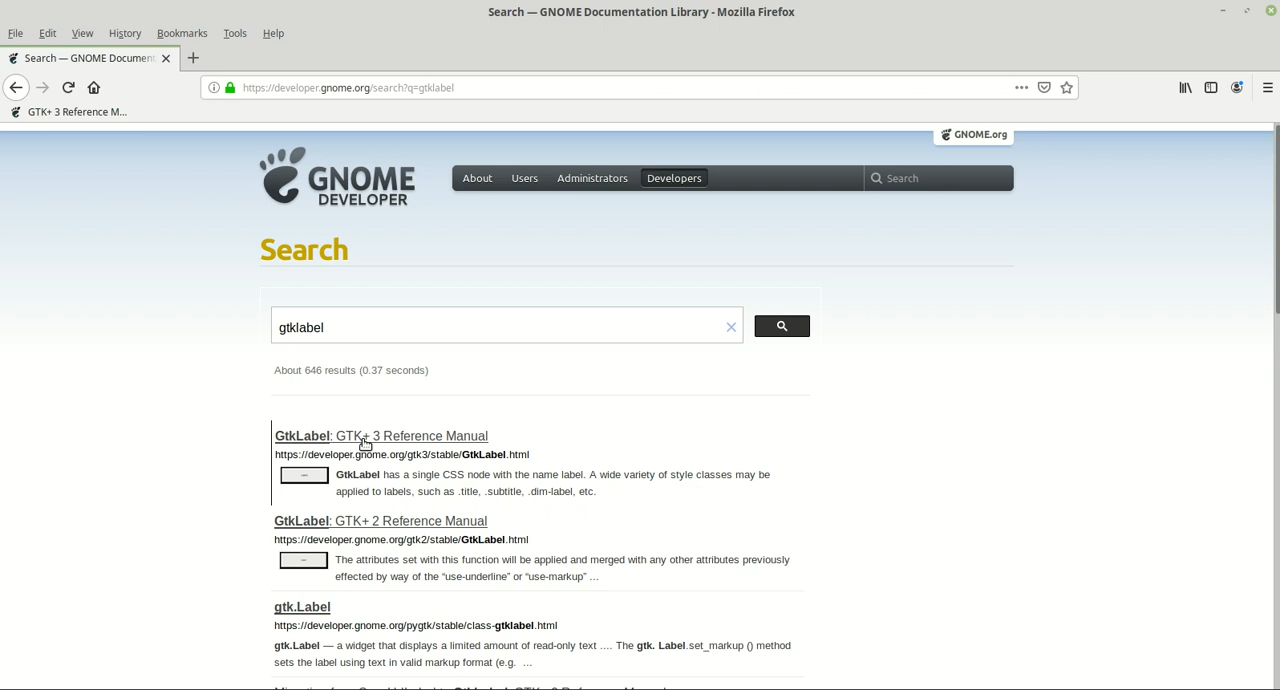 Search — GNOME Documentation Library - Mozilla Firefox
File Edit View History Bookmarks Tools Help
Search — GNOME Document
https://developer.gnome.org/search?q=gtklabel
GTK+ 3 Reference M...
GNOME.org
GNOME DEVELOPER
About Users Administrators Developers Search
Search
gtklabel
About 646 results (0.37 seconds)
GtkLabel: GTK+ 3 Reference Manual
https://developer.gnome.org/gtk3/stable/GtkLabel.html
GtkLabel has a single CSS node with the name label. A wide variety of style classes may be
applied to labels, such as .title, .subtitle, .dim-label, etc.
GtkLabel: GTK+ 2 Reference Manual
https://developer.gnome.org/gtk2/stable/GtkLabel.html
The attributes set with this function will be applied and merged with any other attributes previously
effected by way of the “use-underline” or “use-markup” ...
gtk.Label
https://developer.gnome.org/pygtk/stable/class-gtklabel.html
gtk.Label — a widget that displays a limited amount of read-only text .... The gtk. Label.set_markup () method
sets the label using text in valid markup format (e.g. ...